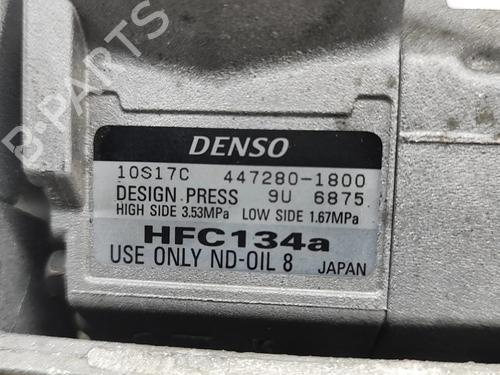 B-PARTS
DENSO
10S17C 447280-1800
DESIGN PRESS 9U 6875
HIGH SIDE 3.53MPa LOW SIDE 1.67MPa
HFC134a
USE ONLY ND-OIL 8 JAPAN